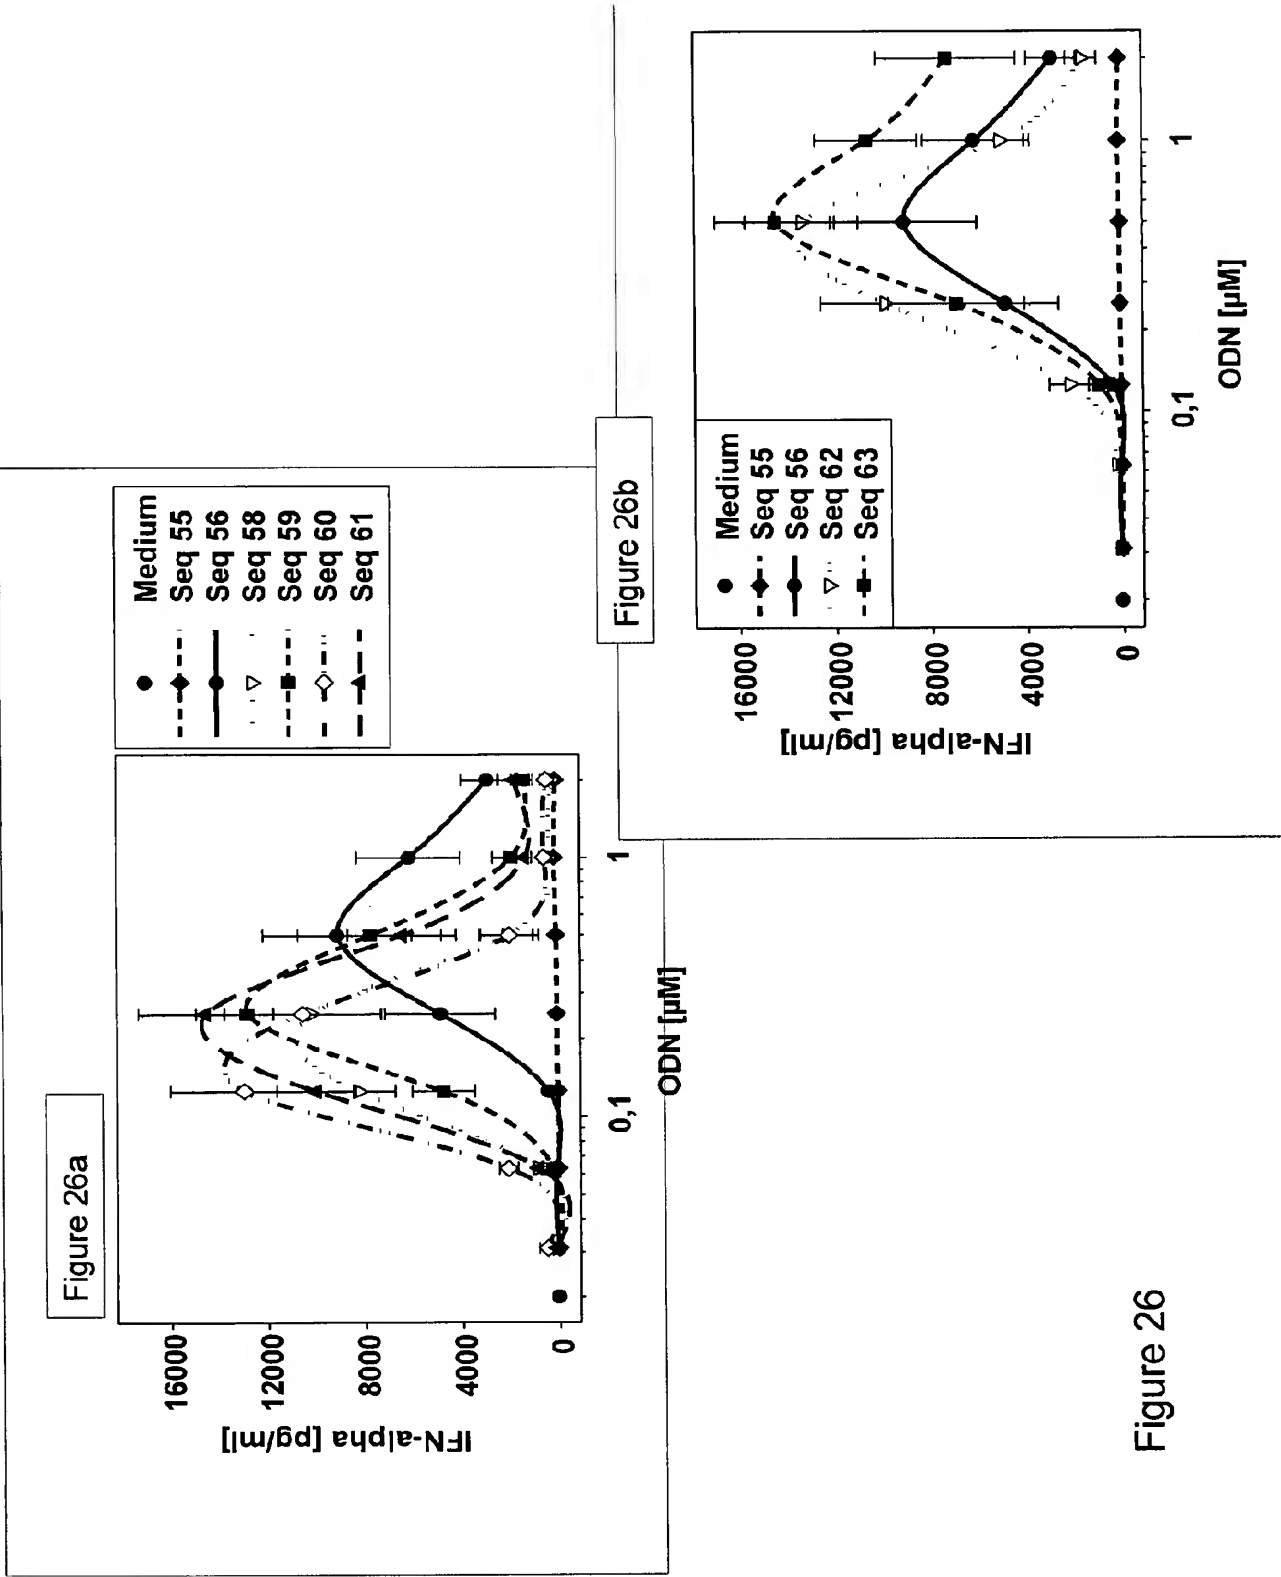 Figure 26a
IFN-alpha [pg/ml]
16000
12000
8000
4000
0
0,1
1
ODN [µM]
Medium
Seq 55
Seq 56
Seq 58
Seq 59
Seq 60
Seq 61
Figure 26b
IFN-alpha [pg/ml]
16000
12000
8000
4000
0
0,1
1
ODN [µM]
Medium
Seq 55
Seq 56
Seq 62
Seq 63
Figure 26